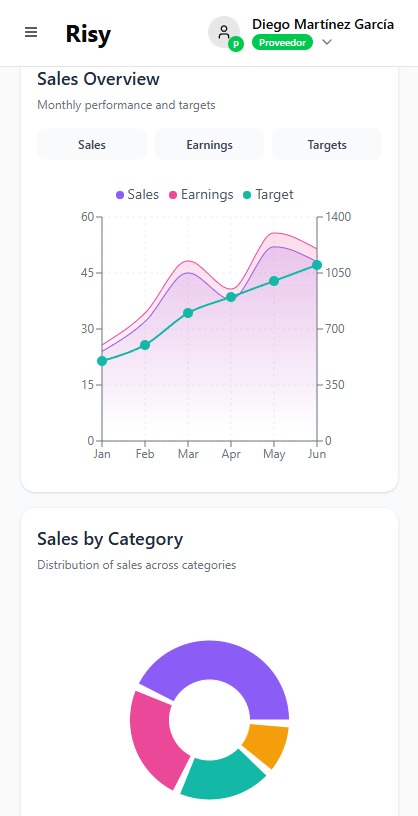 Risy
Diego Martínez García
P
Proveedor
Sales Overview
Monthly performance and targets
Sales Earnings Targets
Sales Earnings Target
60 1400
45 1050
30 700
15 350
0 0
Jan Feb Mar Apr May Jun
Sales by Category
Distribution of sales across categories